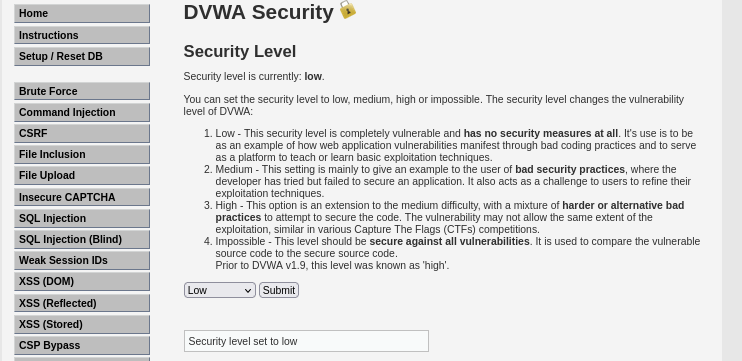 Home
Instructions
Setup / Reset DB
Brute Force
Command Injection
CSRF
File Inclusion
File Upload
Insecure CAPTCHA
SQL Injection
SQL Injection (Blind)
Weak Session IDs
XSS (DOM)
XSS (Reflected)
XSS (Stored)
CSP Bypass
DVWA Security
Security Level
Security level is currently: low.
You can set the security level to low, medium, high or impossible. The security level changes the vulnerability
level of DVWA:
1. Low - This security level is completely vulnerable and has no security measures at all. It's use is to be
as an example of how web application vulnerabilities manifest through bad coding practices and to serve
as a platform to teach or learn basic exploitation techniques.
2. Medium - This setting is mainly to give an example to the user of bad security practices, where the
developer has tried but failed to secure an application. It also acts as a challenge to users to refine their
exploitation techniques.
3. High - This option is an extension to the medium difficulty, with a mixture of harder or alternative bad
practices to attempt to secure the code. The vulnerability may not allow the same extent of the
exploitation, similar in various Capture The Flags (CTFs) competitions.
4. Impossible - This level should be secure against all vulnerabilities. It is used to compare the vulnerable
source code to the secure source code.
Prior to DVWA v1.9, this level was known as 'high'.
Low
Submit
Security level set to low